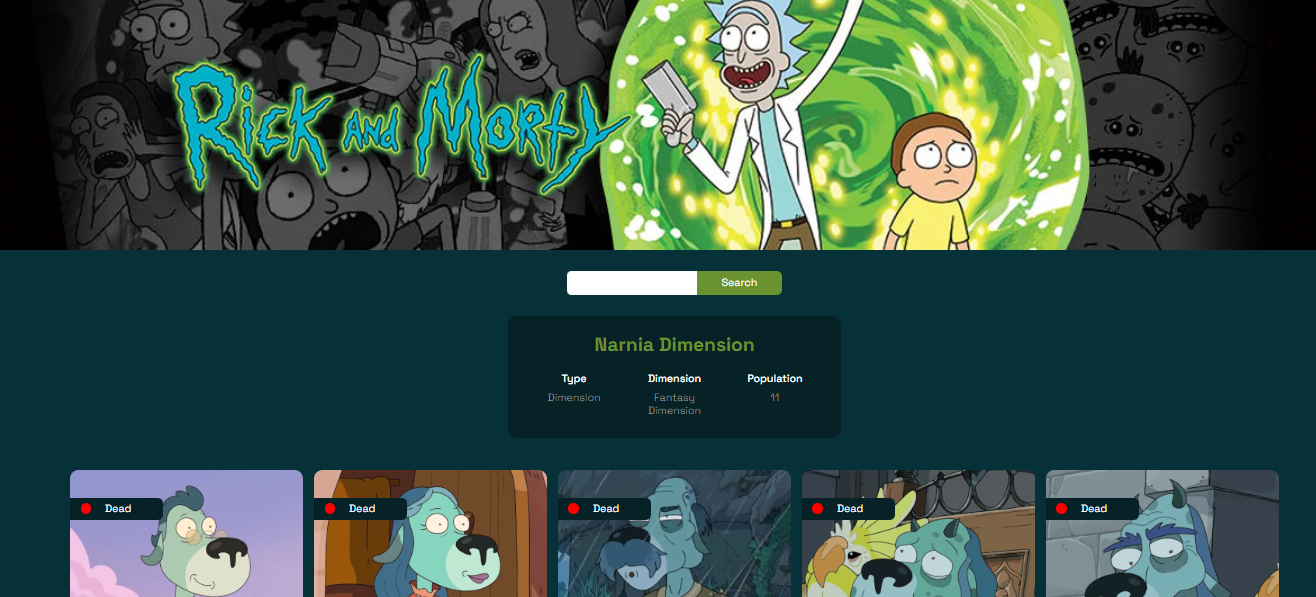 Rick and Morty
Search
Narnia Dimension
Type Dimension Population
Dimension Fantasy 11
Dimension
Dead Dead Dead Dead Dead